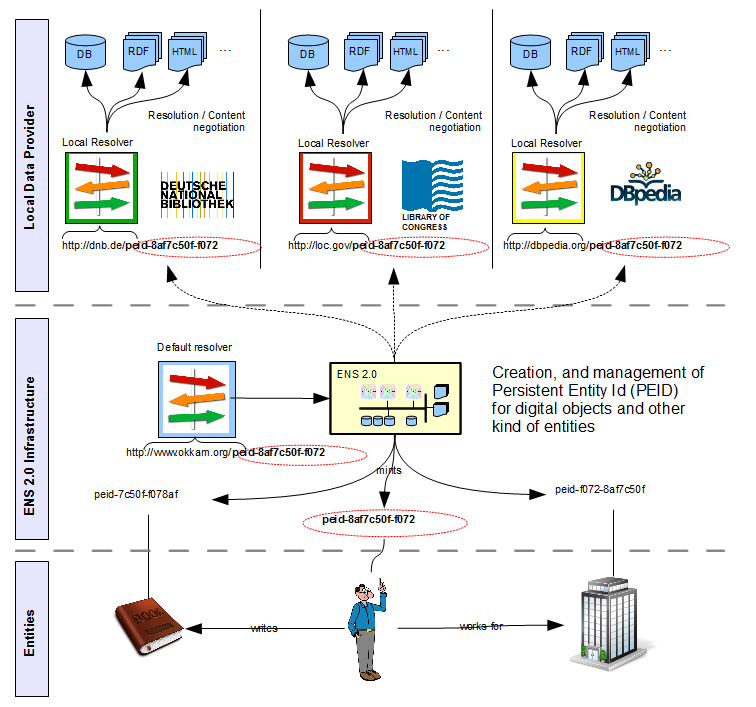 Local Data Provider
DB
RDF
HTML
...
Resolution / Content
negotiation
Local Resolver
DEUTSCHE
NATIONAL
BIBLIOTHEK
http://dnb.de/peid-8af7c50f-f072
DB
RDF
HTML
...
Resolution / Content
negotiation
Local Resolver
LIBRARY OF
CONGRESS
http://loc.gov/peid-8af7c50f-f072
DB
RDF
HTML
...
Resolution / Content
negotiation
Local Resolver
DBpedia
http://dbpedia.org/peid-8af7c50f-f072
ENS 2.0 Infrastructure
Default resolver
http://www.okkam.org/peid-8af7c50f-f072
ENS 2.0
Creation, and management of
Persistent Entity Id (PEID)
for digital objects and other
kind of entities
mints
peid-7c50f-f078af
peid-8af7c50f-f072
peid-f072-8af7c50f
Entities
BOOK
writes
works for